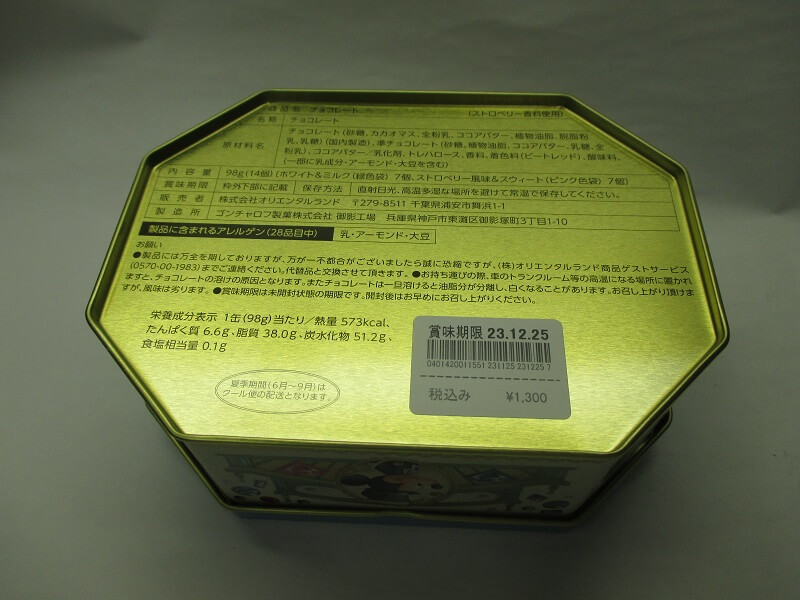 商品名 チョコレート (ストロベリー香料使用)
名称 チョコレート
原材料名 チョコレート(砂糖、カカオマス、全粉乳、ココアバター、植物油脂、脱脂粉
乳、乳糖)(国内製造)、準チョコレート(砂糖、植物油脂、ココアバター、乳糖、全
粉乳)、ココアバター/乳化剤、トレハロース、香料、着色料(ビートレッド)、酸味料、
(一部に乳成分・アーモンド・大豆を含む)
内容量 98g(14個)(ホワイト&ミルク(緑色袋)7個、ストロベリー風味&スウィート(ピンク色袋)7個)
賞味期限 枠外下部に記載 保存方法 直射日光、高温多湿な場所を避けて常温で保存してください。
販売者 株式会社オリエンタルランド 〒279-8511 千葉県浦安市舞浜1-1
製造所 ゴンチャロフ製菓株式会社 御影工場 兵庫県神戸市東灘区御影塚町3丁目1-10
製品に含まれるアレルゲン(28品目中) 乳・アーモンド・大豆
お願い
●製品には万全を期しておりますが、万が一不都合がございましたら誠に恐縮ですが、(株)オリエンタルランド商品ゲストサービス
(0570-00-1983)までご連絡ください。代替品と交換させて頂きます。●お持ち運びの際、車のトランクルーム等の高温になる場所に置かれ
ますと、チョコレートの溶けの原因となります。またチョコレートは一旦溶けると油脂分が分離し、白くなることがあります。お召し上がり頂けま
すが、風味は劣ります。●賞味期限は未開封状態の期限です。開封後はお早めにお召し上がりください。
栄養成分表示 1缶(98g)当たり/熱量 573kcal、
たんぱく質 6.6g、脂質 38.0g、炭水化物 51.2g、
食塩相当量 0.1g
夏季期間(6月~9月)は
クール便の配送となります。
賞味期限 23.12.25
0401420011551 231125 231225 7
税込み ¥1,300